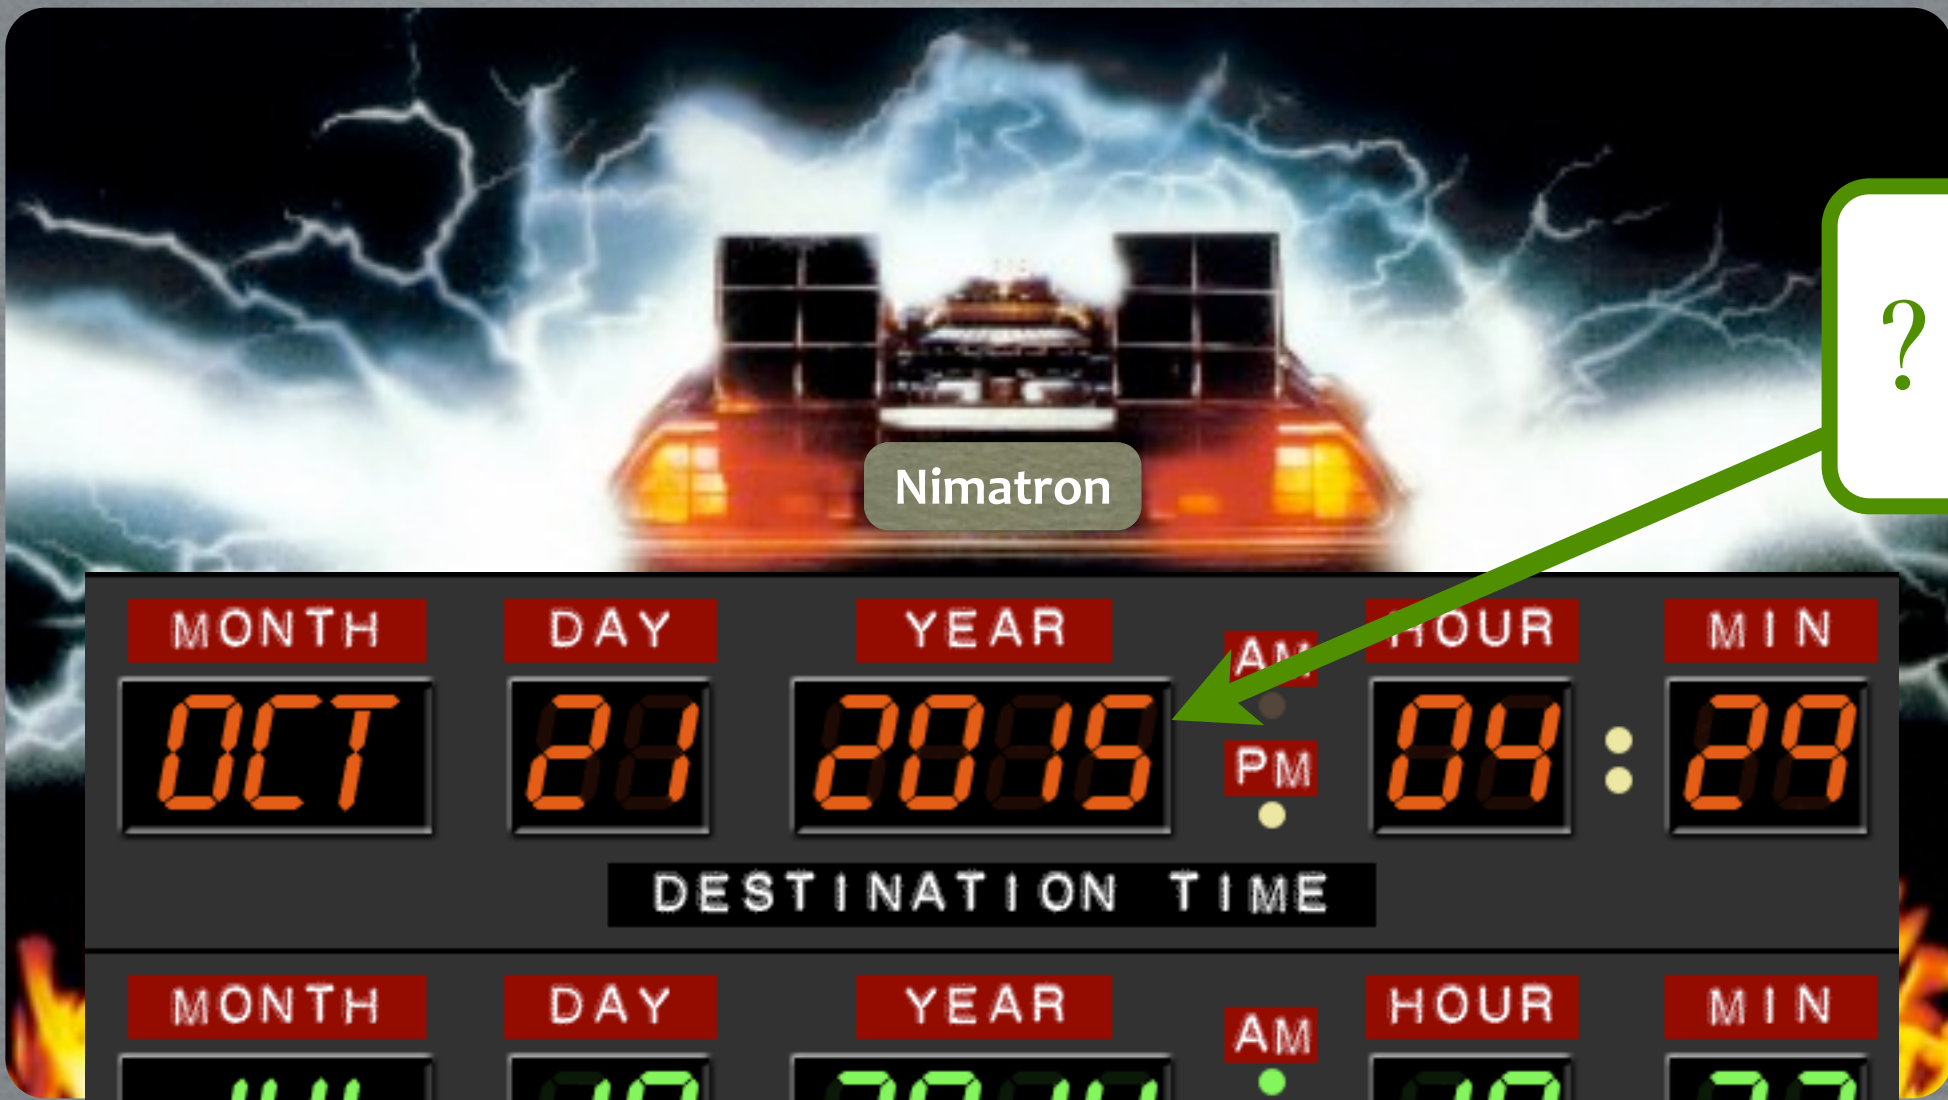 ?
Nimatron
MONTH DAY YEAR AM HOUR MIN
OCT 21 2015 PM 04 : 29
DESTINATION TIME
MONTH DAY YEAR AM HOUR MIN